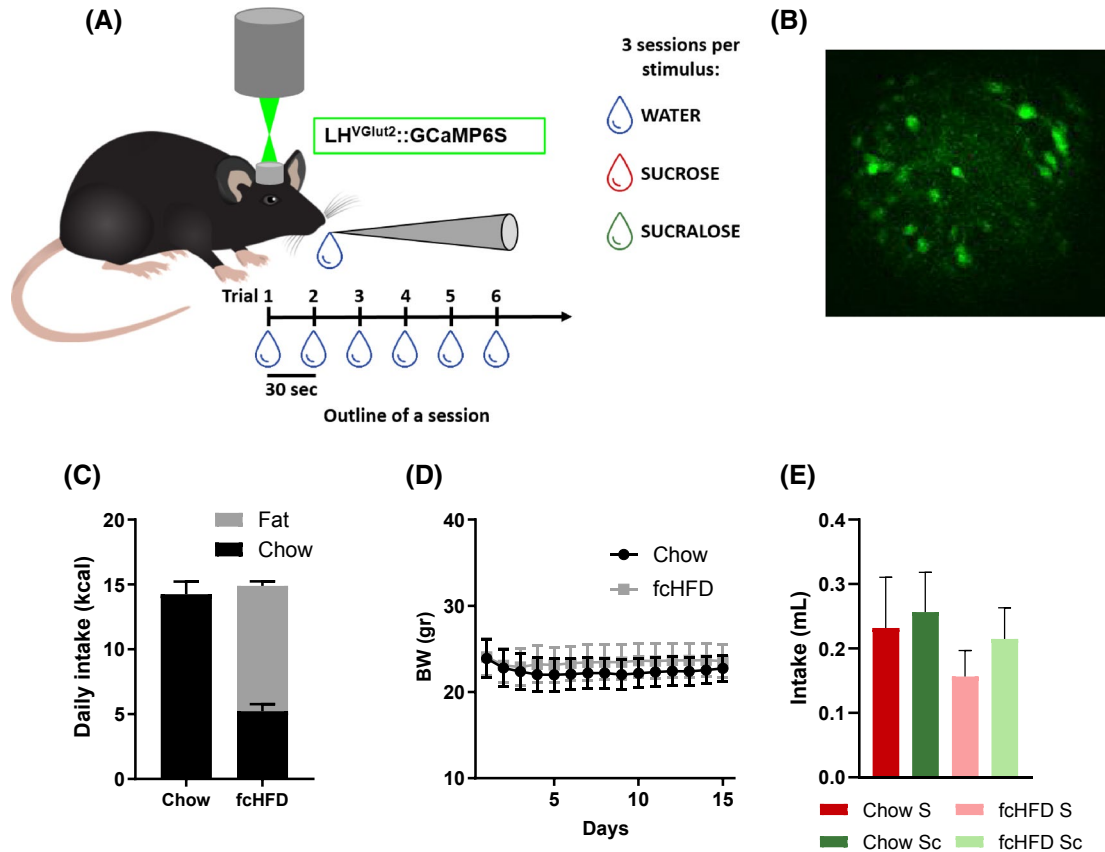 (A)
LHVGlut2::GCaMP6S
3 sessions per
stimulus:
WATER
SUCROSE
SUCRALOSE
Trial 1 2 3 4 5 6
30 sec
Outline of a session
(B)
(C)
Daily intake (kcal)
20
15
10
5
0
Fat
Chow
Chow fcHFD
(D)
BW (gr)
40
30
20
10
Chow
fcHFD
5 10 15
Days
(E)
Intake (mL)
0.4
0.3
0.2
0.1
0.0
Chow S fcHFD S
Chow Sc fcHFD Sc